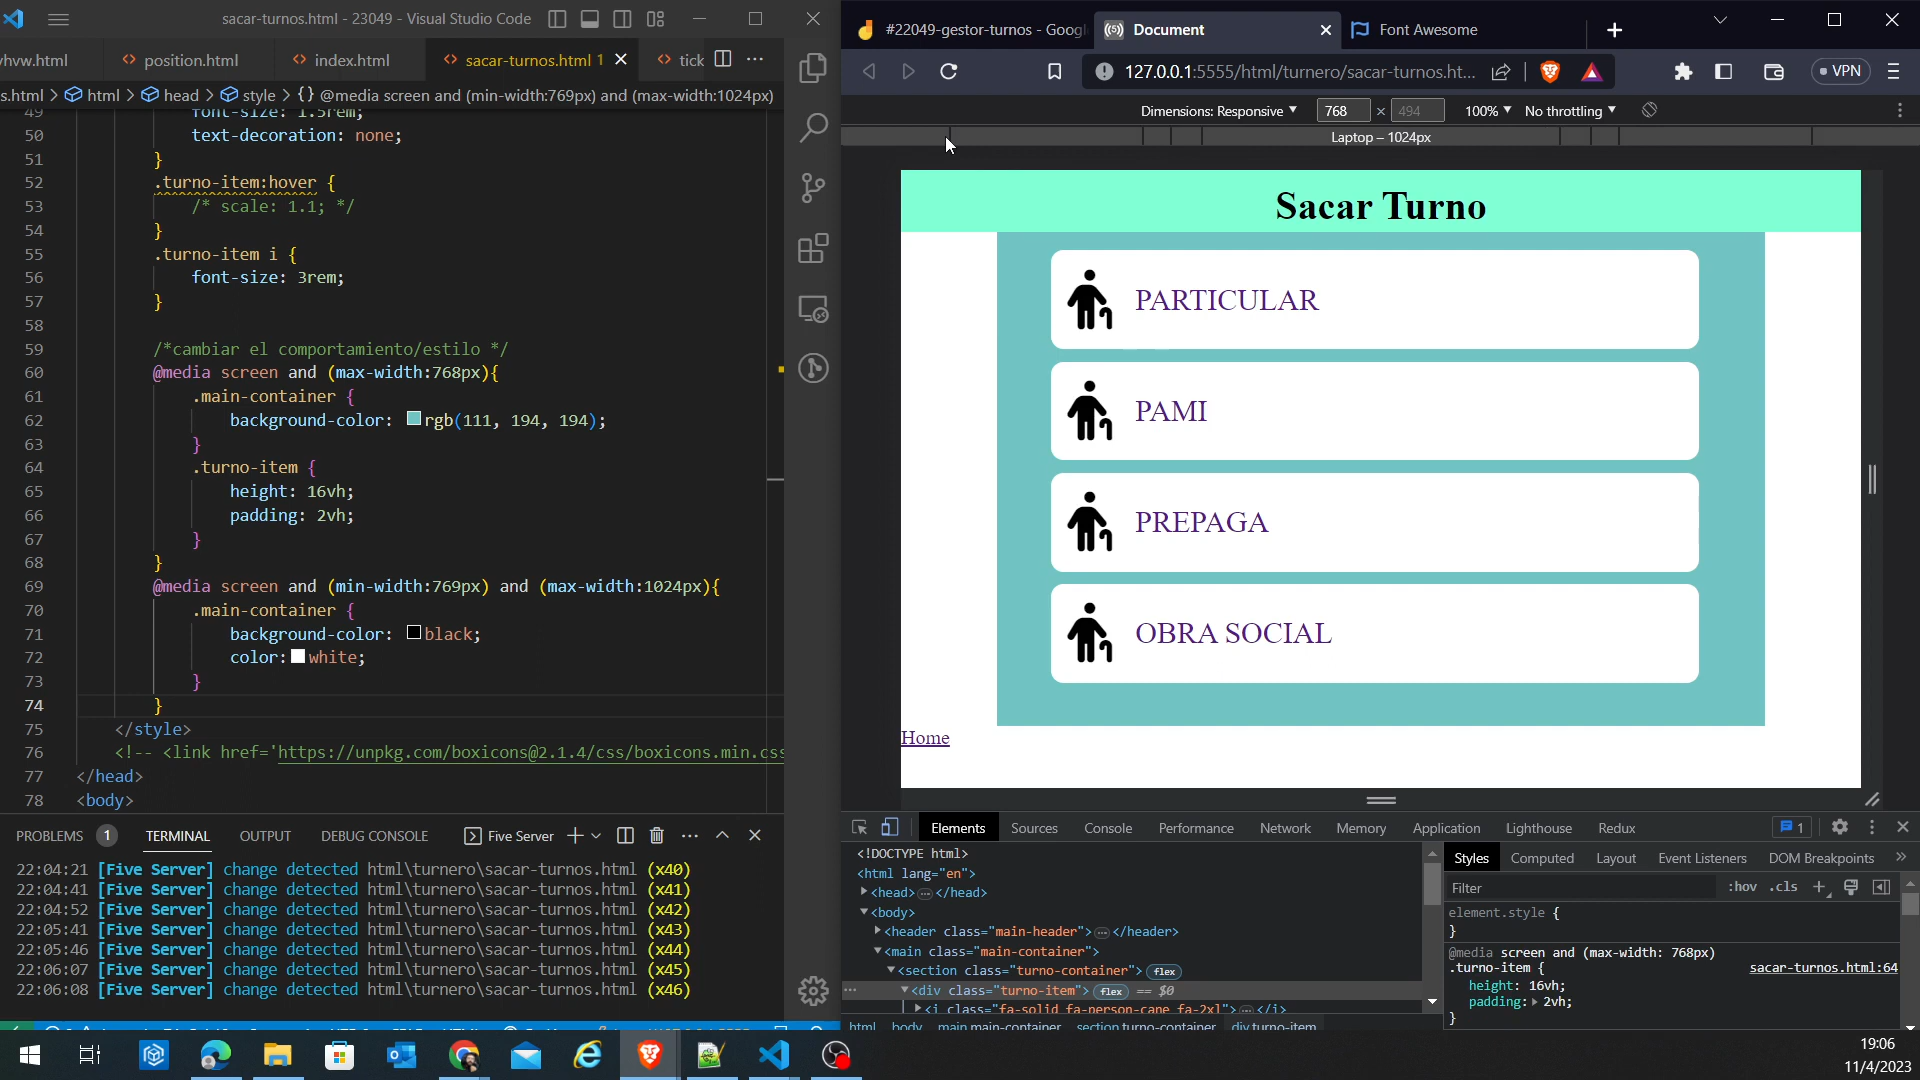 sacar-turnos.html - 23049 - Visual Studio Code
hvw.html
position.html
index.html
sacar-turnos.html 1
tick
s.html > html > head > style > {} @media screen and (min-width:769px) and (max-width:1024px)
49 font-size: 1.5rem;
50 text-decoration: none;
51 }
52 .turno-item:hover {
53 /* scale: 1.1; */
54 }
55 .turno-item i {
56 font-size: 3rem;
57 }
58
59 /*cambiar el comportamiento/estilo */
60 @media screen and (max-width:768px){
61 .main-container {
62 background-color: rgb(111, 194, 194);
63 }
64 .turno-item {
65 height: 16vh;
66 padding: 2vh;
67 }
68 }
69 @media screen and (min-width:769px) and (max-width:1024px){
70 .main-container {
71 background-color: black;
72 color: white;
73 }
74 }
75 </style>
76 <!-- <link href='https://unpkg.com/boxicons@2.1.4/css/boxicons.min.css
77 </head>
78 <body>
PROBLEMS 1 TERMINAL OUTPUT DEBUG CONSOLE Five Server
22:04:21 [Five Server] change detected html\turnero\sacar-turnos.html (x40)
22:04:41 [Five Server] change detected html\turnero\sacar-turnos.html (x41)
22:04:52 [Five Server] change detected html\turnero\sacar-turnos.html (x42)
22:05:41 [Five Server] change detected html\turnero\sacar-turnos.html (x43)
22:05:46 [Five Server] change detected html\turnero\sacar-turnos.html (x44)
22:06:07 [Five Server] change detected html\turnero\sacar-turnos.html (x45)
22:06:08 [Five Server] change detected html\turnero\sacar-turnos.html (x46)
#22049-gestor-turnos - Googl
Document
Font Awesome
127.0.0.1:5555/html/turnero/sacar-turnos.ht...
VPN
Dimensions: Responsive 768 × 494 100% No throttling
Laptop – 1024px
Sacar Turno
PARTICULAR
PAMI
PREPAGA
OBRA SOCIAL
Home
Elements Sources Console Performance Network Memory Application Lighthouse Redux 1
<!DOCTYPE html>
<html lang="en">
<head> ⋯ </head>
<body>
<header class="main-header"> ⋯ </header>
<main class="main-container">
<section class="turno-container"> flex
<div class="turno-item"> flex == $0
<i class="fa-solid fa-person-cane fa-2xl"> ⋯ </i>
html body main.main-container section.turno-container div.turno-item
Styles Computed Layout Event Listeners DOM Breakpoints
Filter :hov .cls
element.style {
}
@media screen and (max-width: 768px)
.turno-item { sacar-turnos.html:64
height: 16vh;
padding: 2vh;
}
19:06
11/4/2023